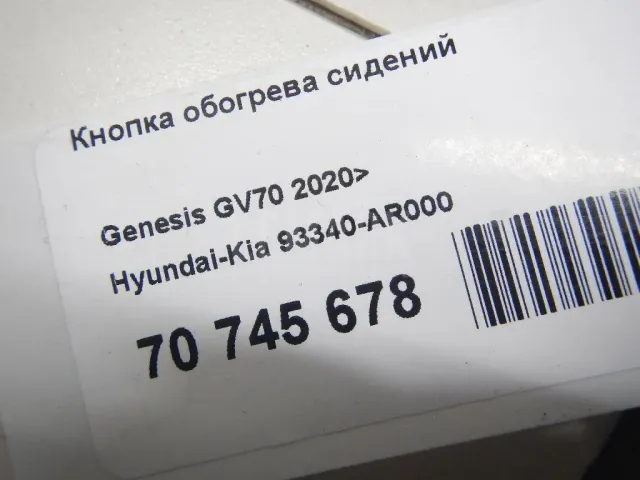 Кнопка обогрева сидений
Genesis GV70 2020>
Hyundai-Kia 93340-AR000
70 745 678